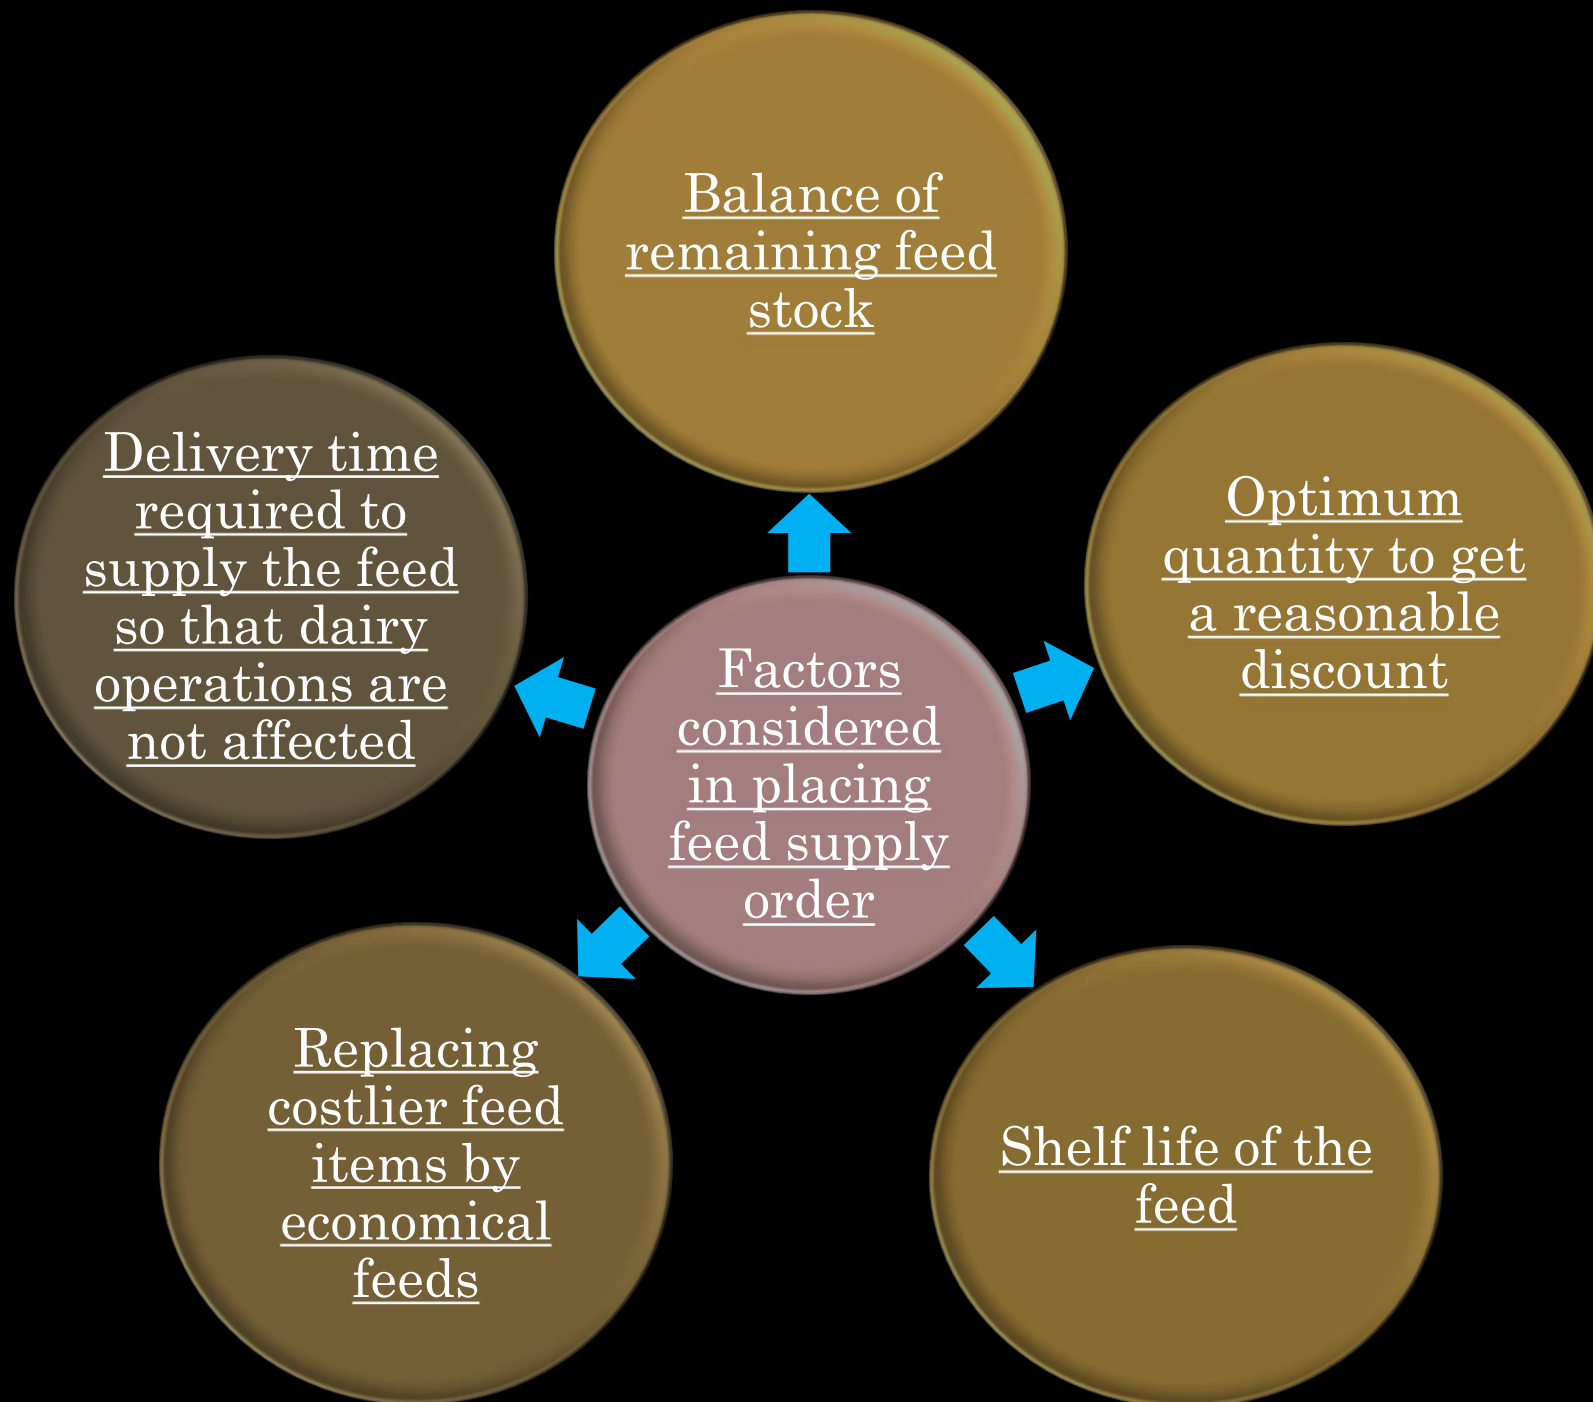 Balance of
remaining feed
stock
Optimum
quantity to get
a reasonable
discount
Shelf life of the
feed
Replacing
costlier feed
items by
economical
feeds
Delivery time
required to
supply the feed
so that dairy
operations are
not affected
Factors
considered
in placing
feed supply
order